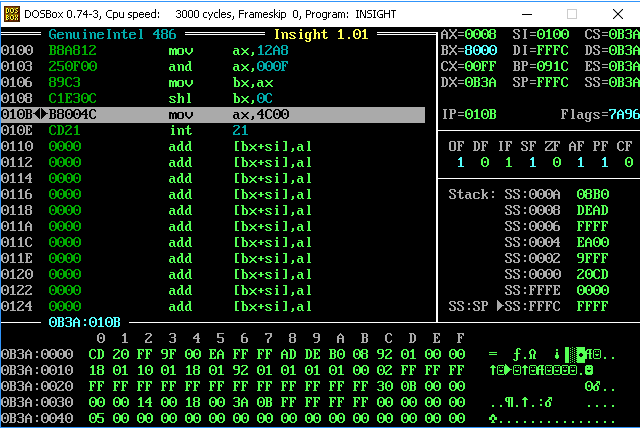 DOSBox 0.74-3, Cpu speed: 3000 cycles, Frameskip 0, Program: INSIGHT
GenuineIntel 486 Insight 1.01
0100 B8A812 mov ax,12A8
0103 250F00 and ax,000F
0106 89C3 mov bx,ax
0108 C1E30C shl bx,0C
010B◄►B8004C mov ax,4C00
010E CD21 int 21
0110 0000 add [bx+si],al
0112 0000 add [bx+si],al
0114 0000 add [bx+si],al
0116 0000 add [bx+si],al
0118 0000 add [bx+si],al
011A 0000 add [bx+si],al
011C 0000 add [bx+si],al
011E 0000 add [bx+si],al
0120 0000 add [bx+si],al
0122 0000 add [bx+si],al
0124 0000 add [bx+si],al
AX=0008 SI=0100 CS=0B3A
BX=8000 DI=FFFC DS=0B3A
CX=00FF BP=091C ES=0B3A
DX=0B3A SP=FFFC SS=0B3A
IP=010B Flags=7A96
OF DF IF SF ZF AF PF CF
1 0 1 1 0 1 1 0
Stack: SS:000A 08B0
SS:0008 DEAD
SS:0006 FFFF
SS:0004 EA00
SS:0002 9FFF
SS:0000 20CD
SS:FFFE 0000
SS:SP ►SS:FFFC FFFF
0B3A:010B
0 1 2 3 4 5 6 7 8 9 A B C D E F
0B3A:0000 CD 20 FF 9F 00 EA FF FF AD DE B0 08 92 01 00 00
0B3A:0010 18 01 10 01 18 01 92 01 01 01 01 00 02 FF FF FF
0B3A:0020 FF FF FF FF FF FF FF FF FF FF FF FF 30 0B 00 00
0B3A:0030 00 00 14 00 18 00 3A 0B FF FF FF FF 00 00 00 00
0B3A:0040 05 00 00 00 00 00 00 00 00 00 00 00 00 00 00 00